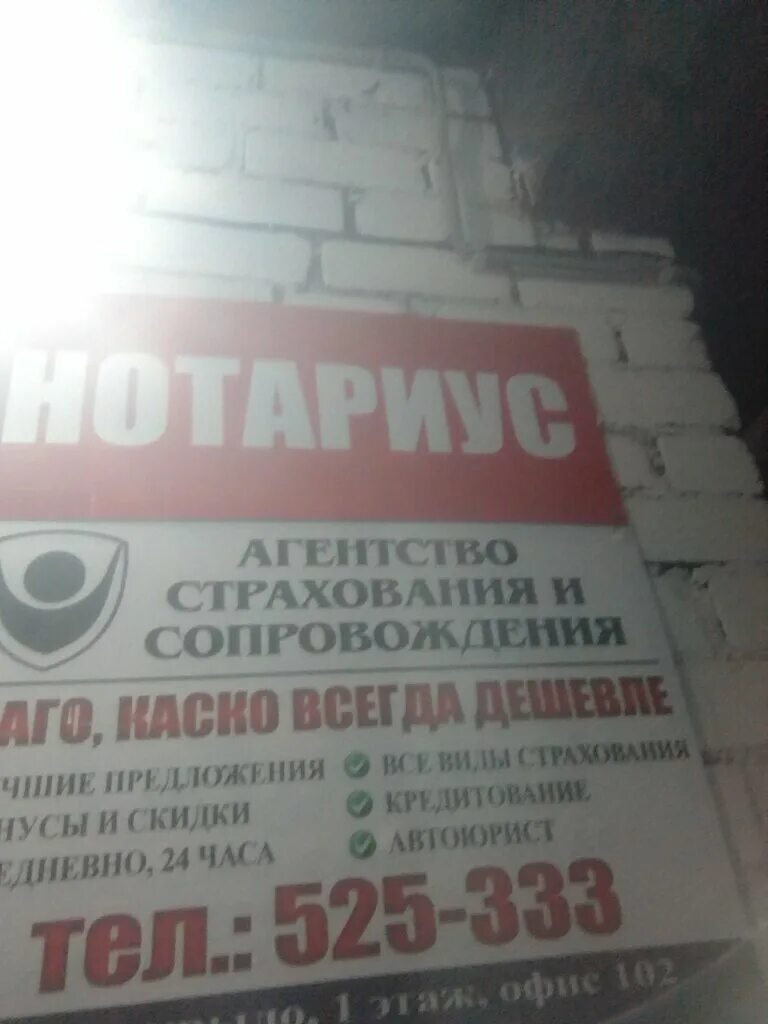 НОТАРИУС
АГЕНТСТВО
СТРАХОВАНИЯ И
СОПРОВОЖДЕНИЯ
АГО, КАСКО ВСЕГДА ДЕШЕВЛЕ
ЧШИЕ ПРЕДЛОЖЕНИЯ
НУСЫ И СКИДКИ
ЕДНЕВНО, 24 ЧАСА
ВСЕ ВИДЫ СТРАХОВАНИЯ
КРЕДИТОВАНИЕ
АВТОЮРИСТ
тел.: 525-333
1 этаж, офис 102